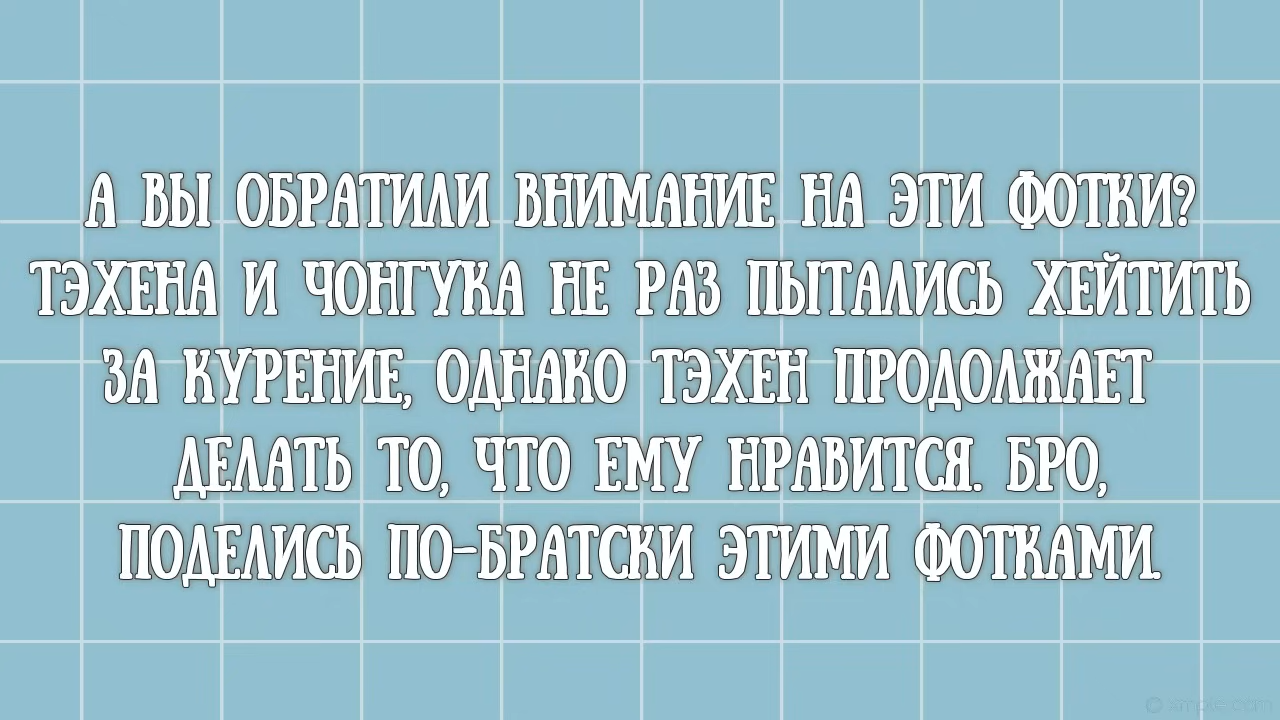 А ВЫ ОБРАТИЛИ ВНИМАНИЕ НА ЭТИ ФОТКИ?
ТЭХЕНА И ЧОНГУКА НЕ РАЗ ПЫТАЛИСЬ ХЕЙТИТЬ
ЗА КУРЕНИЕ, ОДНАКО ТЭХЕН ПРОДОЛЖАЕТ
ДЕЛАТЬ ТО, ЧТО ЕМУ НРАВИТСЯ. БРО,
ПОДЕЛИСЬ ПО-БРАТСКИ ЭТИМИ ФОТКАМИ.